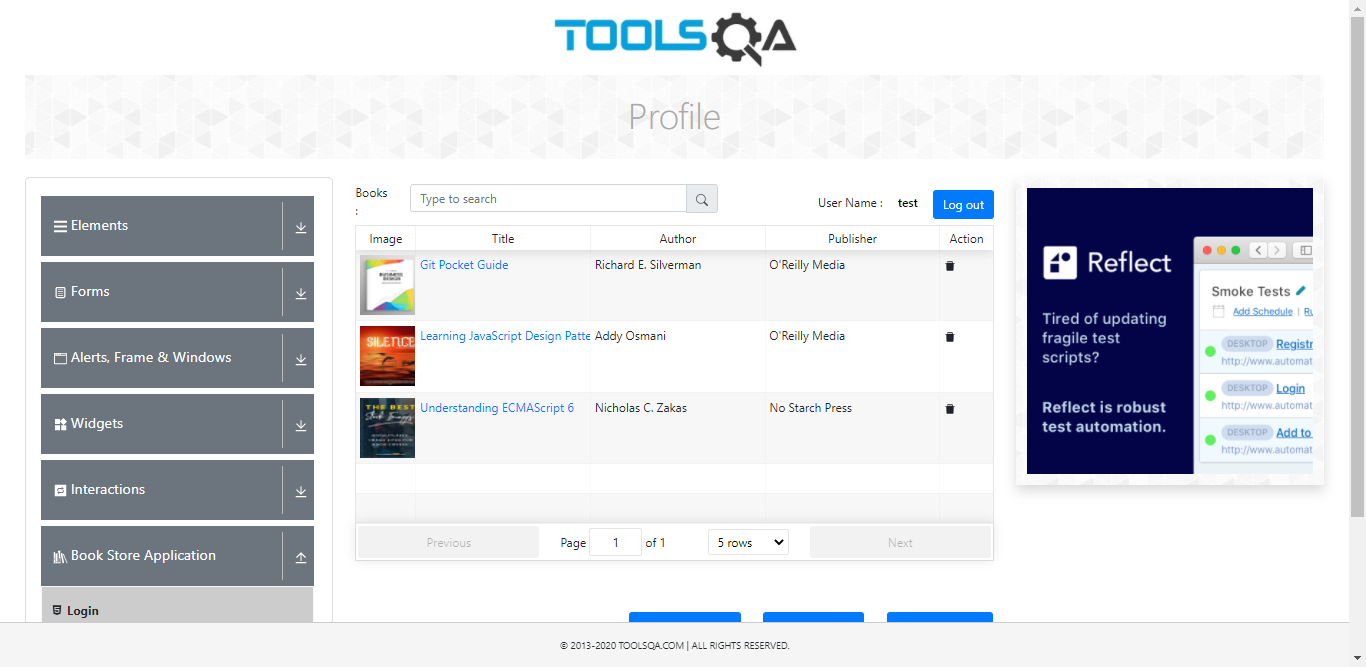 TOOLSQA
Profile
Elements
Forms
Alerts, Frame & Windows
Widgets
Interactions
Book Store Application
Login
Books
:
Type to search
User Name :
test
Log out
Image
Title
Author
Publisher
Action
Git Pocket Guide
Richard E. Silverman
O'Reilly Media
SILENCE
Learning JavaScript Design Patte
Addy Osmani
O'Reilly Media
THE BEST
Understanding ECMAScript 6
Nicholas C. Zakas
No Starch Press
Previous
Page
1
of 1
5 rows
Next
Reflect
Tired of updating
fragile test
scripts?
Reflect is robust
test automation.
Smoke Tests
Add Schedule | Ru
DESKTOP Registr
http://www.automat
DESKTOP Login
http://www.automat
DESKTOP Add to
http://www.automat
© 2013-2020 TOOLSQA.COM | ALL RIGHTS RESERVED.